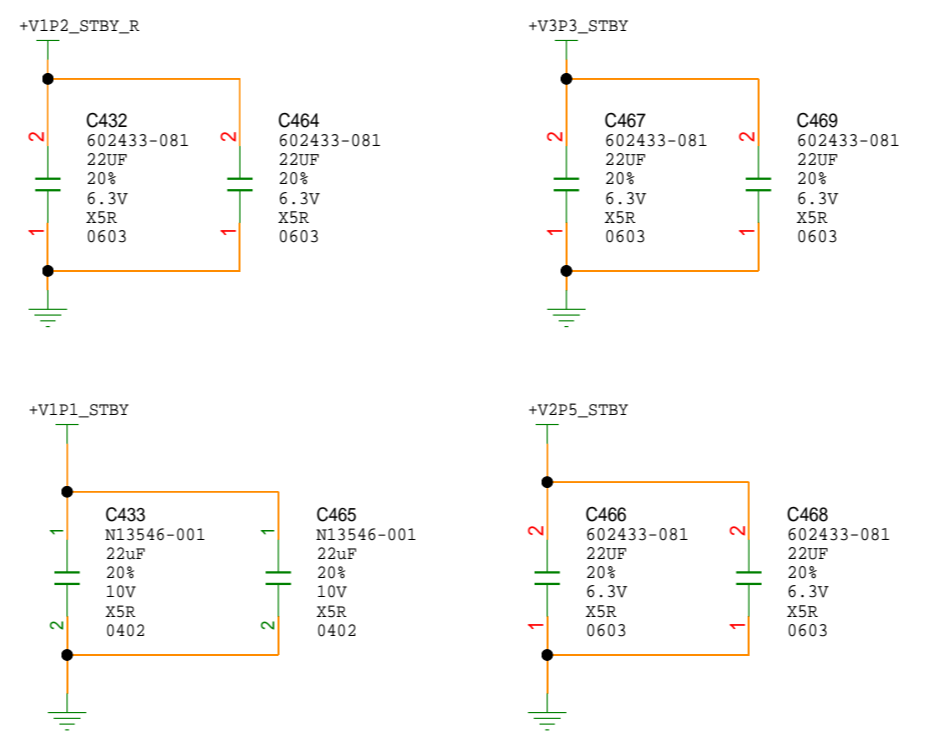 +V1P2_STBY_R
C432
602433-081
22UF
20%
6.3V
X5R
0603
2
1
C464
602433-081
22UF
20%
6.3V
X5R
0603
2
1
+V3P3_STBY
C467
602433-081
22UF
20%
6.3V
X5R
0603
2
1
C469
602433-081
22UF
20%
6.3V
X5R
0603
2
1
+V1P1_STBY
C433
N13546-001
22uF
20%
10V
X5R
0402
1
2
C465
N13546-001
22uF
20%
10V
X5R
0402
1
2
+V2P5_STBY
C466
602433-081
22UF
20%
6.3V
X5R
0603
2
1
C468
602433-081
22UF
20%
6.3V
X5R
0603
2
1